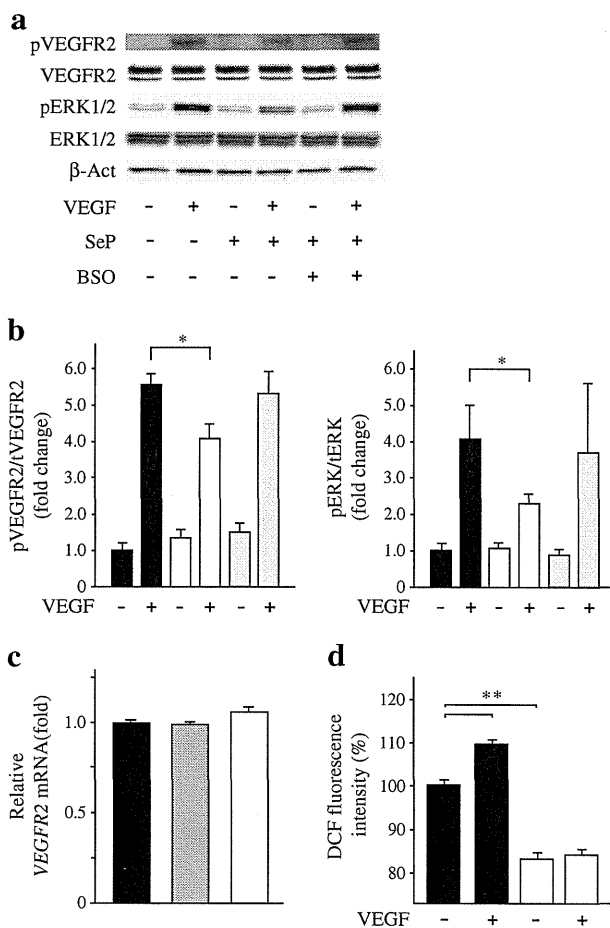 a
pVEGFR2
VEGFR2
pERK1/2
ERK1/2
β-Act
VEGF - + - + - +
SeP - - + + + +
BSO - - - - + +
b
pVEGFR2/tVEGFR2
(fold change)
6.0
5.0
4.0
3.0
2.0
1.0
0
*
VEGF - + - + - +
pERK/tERK
(fold change)
6.0
5.0
4.0
3.0
2.0
1.0
0
*
VEGF - + - + - +
c
Relative
VEGFR2 mRNA(fold)
1.0
0.5
0
d
DCF fluorescence
intensity (%)
120
110
100
90
80
**
VEGF - + - +